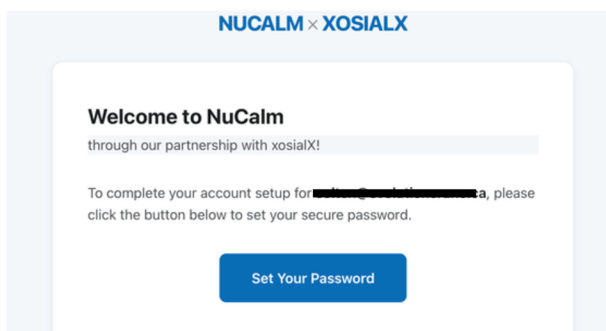 NUCALM × XOSIALX
Welcome to NuCalm
through our partnership with xosialX!
To complete your account setup for a, please
click the button below to set your secure password.
Set Your Password